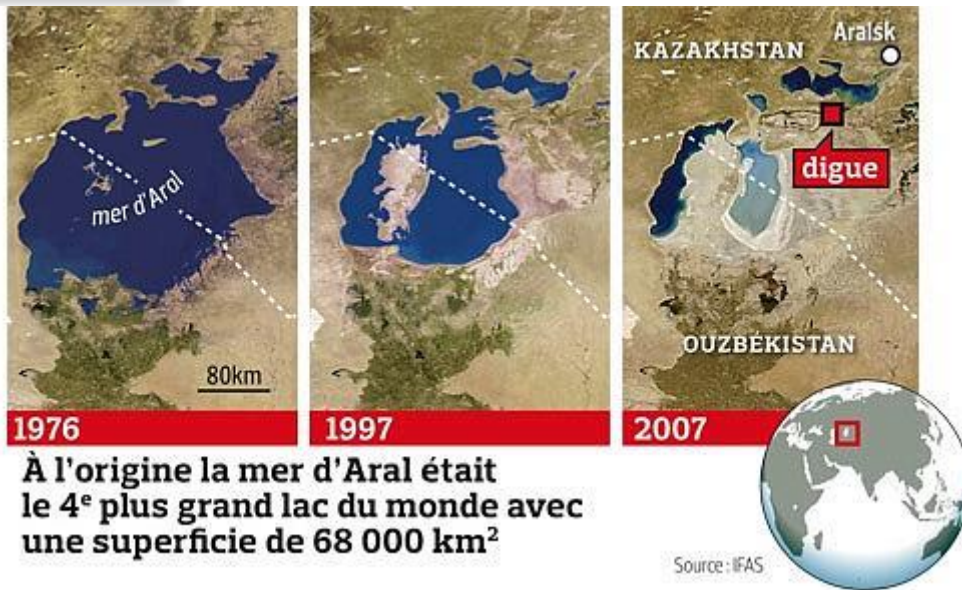 KAZAKHSTAN
Aralsk
mer d'Aral
digue
OUZBÉKISTAN
80km
1976
1997
2007
À l'origine la mer d'Aral était
le 4e plus grand lac du monde avec
une superficie de 68 000 km²
Source : IFAS